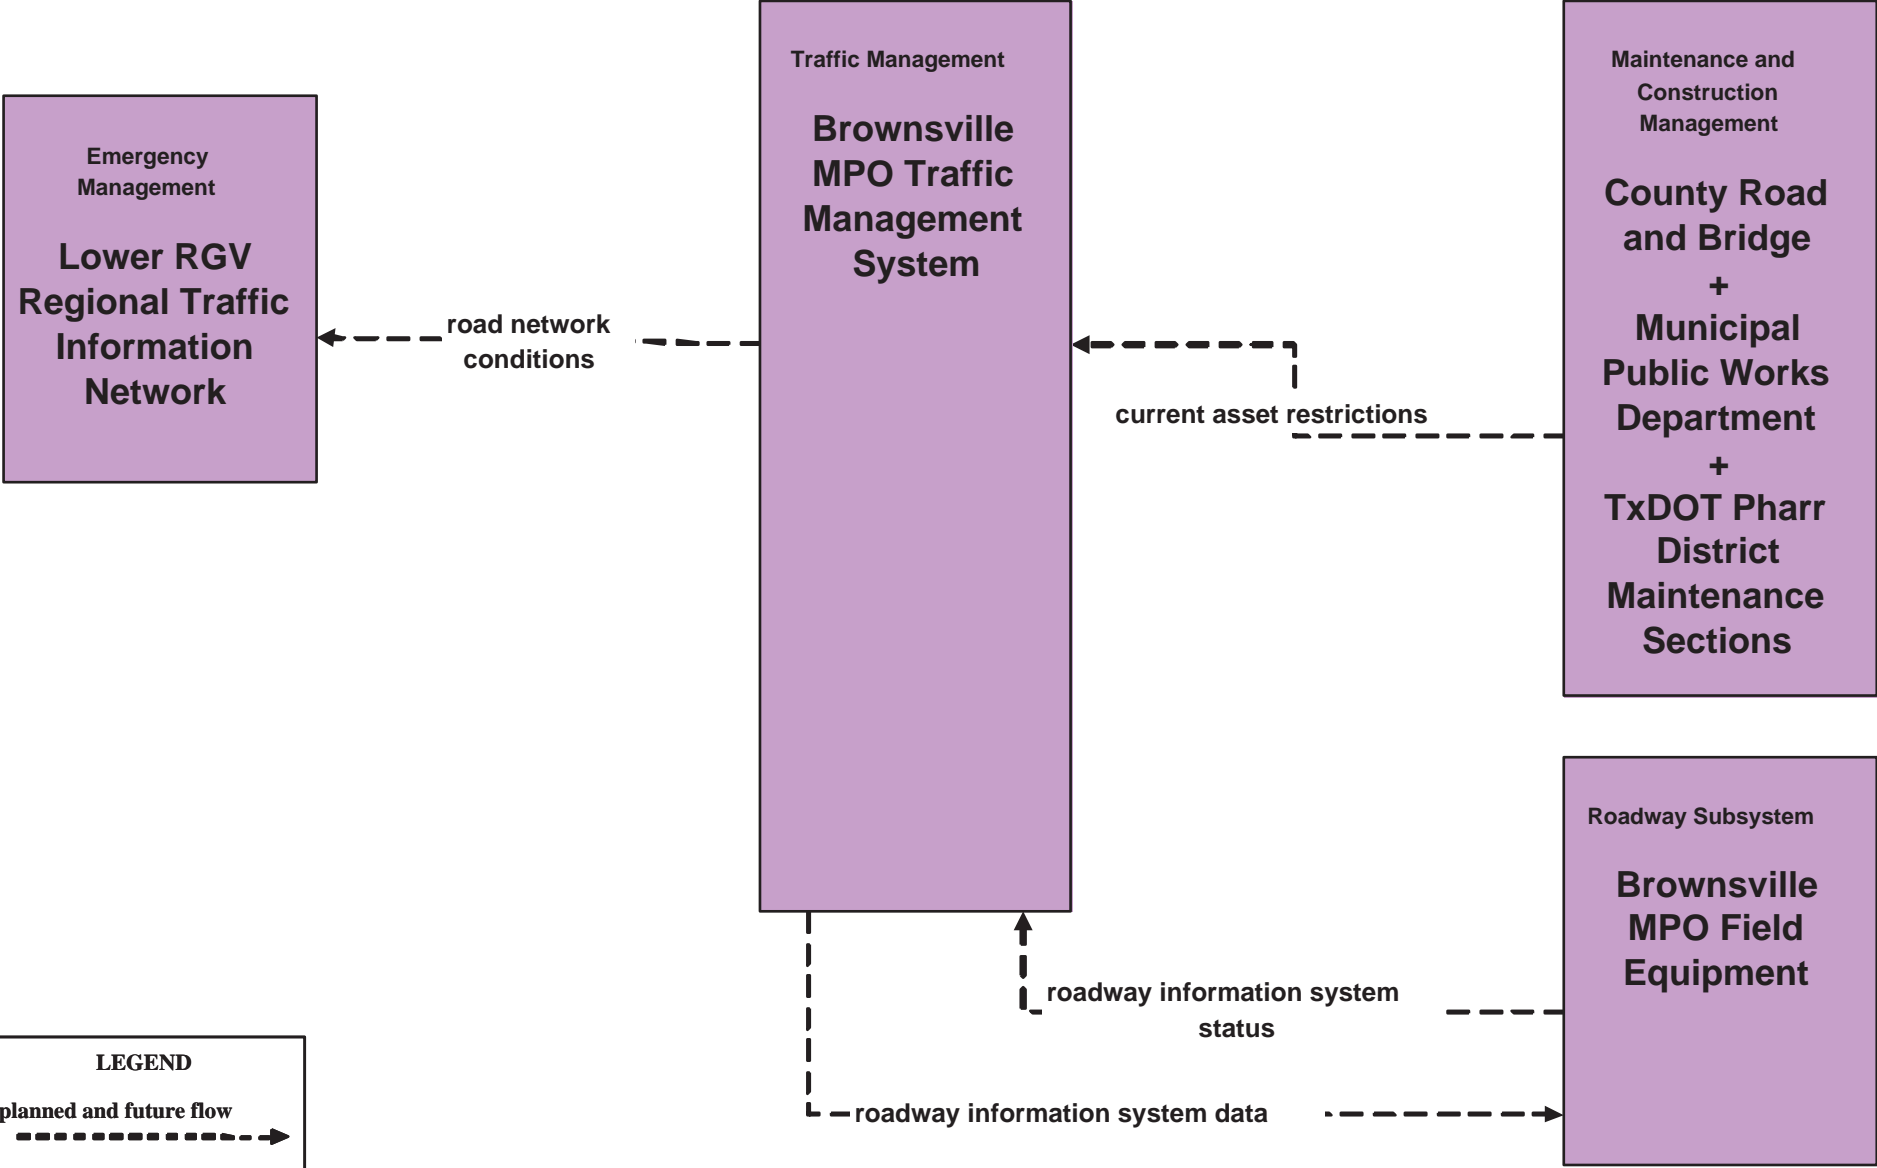 Emergency
Management
Lower RGV
Regional Traffic
Information
Network
road network
conditions
Traffic Management
Brownsville
MPO Traffic
Management
System
current asset restrictions
Maintenance and
Construction
Management
County Road
and Bridge
+
Municipal
Public Works
Department
+
TxDOT Pharr
District
Maintenance
Sections
Roadway Subsystem
Brownsville
MPO Field
Equipment
roadway information system
status
roadway information system data
LEGEND
planned and future flow